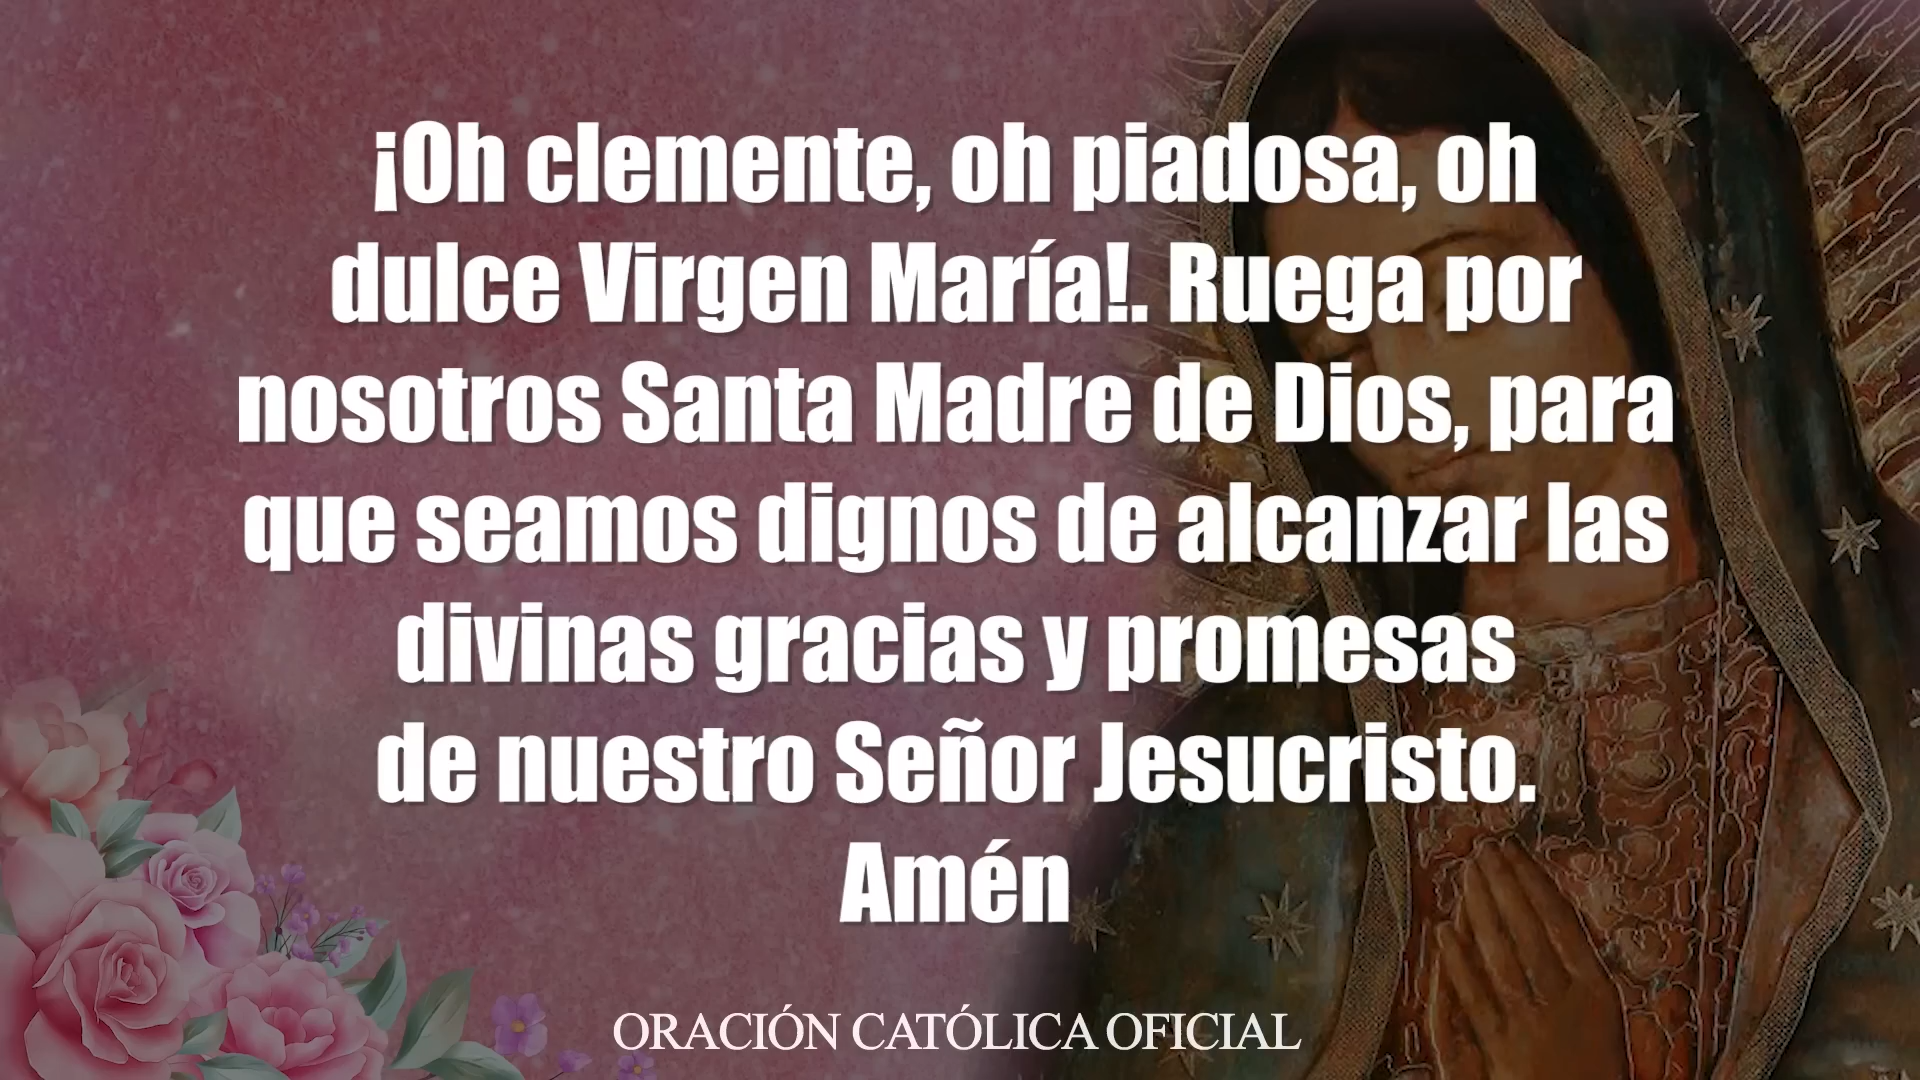 ¡Oh clemente, oh piadosa, oh
dulce Virgen María!. Ruega por
nosotros Santa Madre de Dios, para
que seamos dignos de alcanzar las
divinas gracias y promesas
de nuestro Señor Jesucristo.
Amén
ORACIÓN CATÓLICA OFICIAL